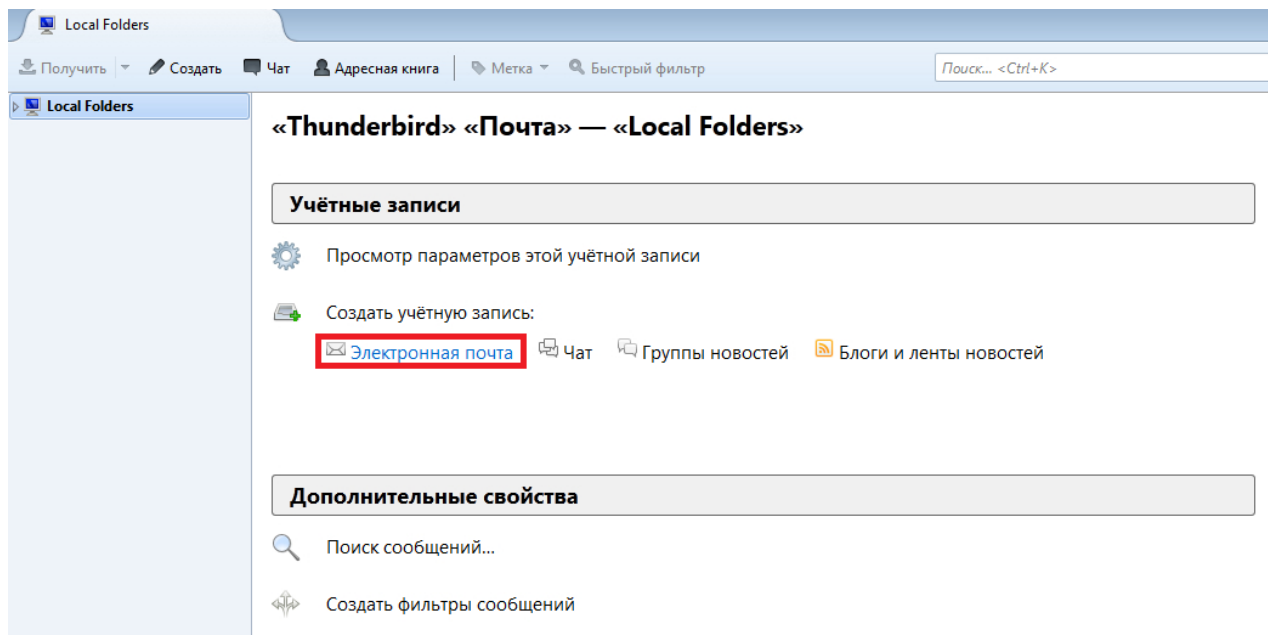 Local Folders
Получить Создать Чат Адресная книга Метка Быстрый фильтр Поиск... <Ctrl+K>
Local Folders
«Thunderbird» «Почта» — «Local Folders»
Учётные записи
Просмотр параметров этой учётной записи
Создать учётную запись:
Электронная почта Чат Группы новостей Блоги и ленты новостей
Дополнительные свойства
Поиск сообщений...
Создать фильтры сообщений